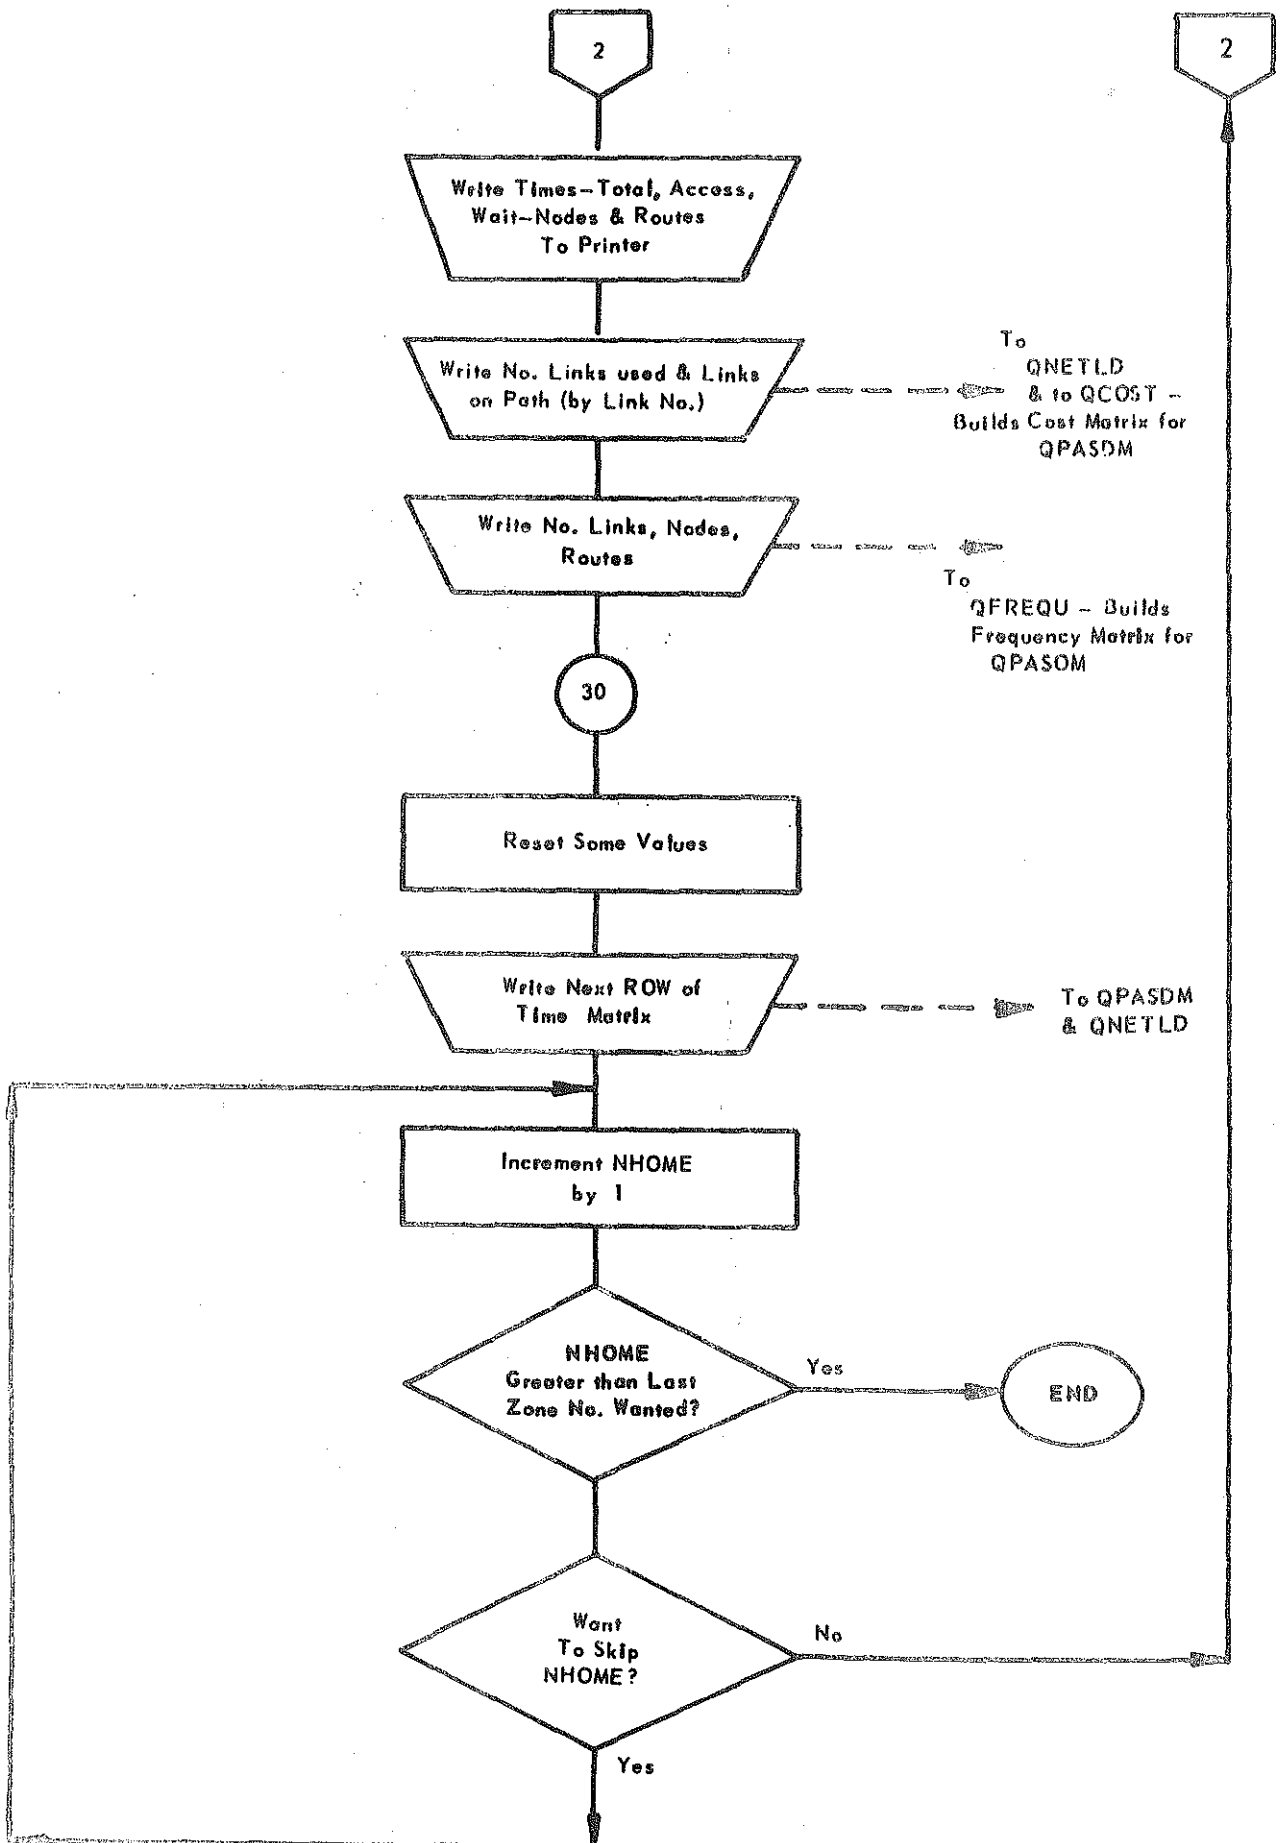 2
2
Write Times-Total, Access,
Wait-Nodes & Routes
To Printer
Write No. Links used & Links
on Path (by Link No.)
To
QNETLD
& to QCOST -
Builds Cost Matrix for
QPASDM
Write No. Links, Nodes,
Routes
To
QFREQU - Builds
Frequency Matrix for
QPASOM
30
Reset Some Values
Write Next ROW of
Time Matrix
To QPASDM
& QNETLD
Increment NHOME
by 1
NHOME
Greater than Last
Zone No. Wanted?
Yes
END
Want
To Skip
NHOME?
No
Yes